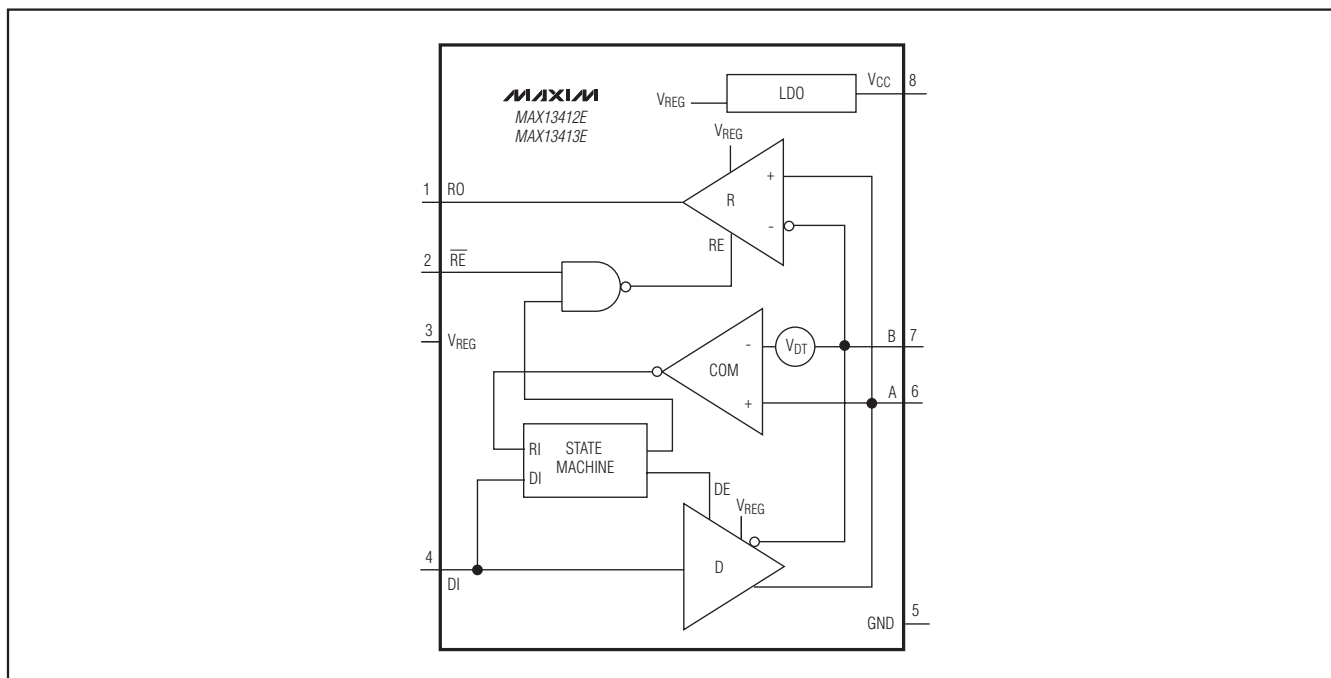 MAXIM
MAX13412E
MAX13413E
VREG
LDO
VCC
8
VREG
1
RO
R
+
-
RE
2
R̅E̅
3
VREG
COM
-
+
VDT
B
7
A
6
RI
DI
STATE
MACHINE
DE
VREG
D
4
DI
GND
5